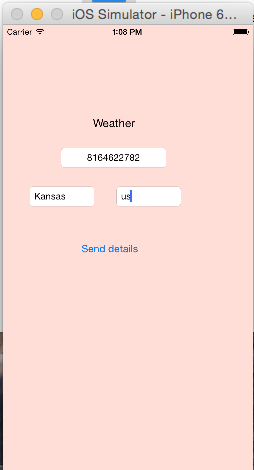 iOS Simulator - iPhone 6...
Carrier 1:08 PM
Weather
8164622782
Kansas us
Send details